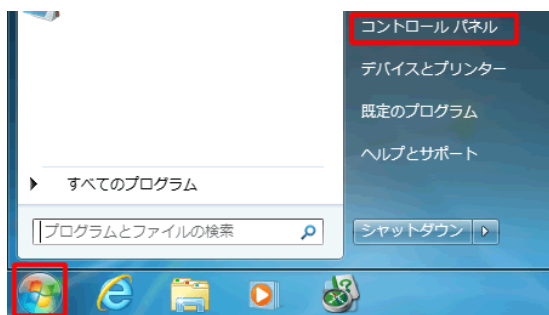 コントロール パネル
デバイスとプリンター
既定のプログラム
ヘルプとサポート
すべてのプログラム
プログラムとファイルの検索
シャットダウン